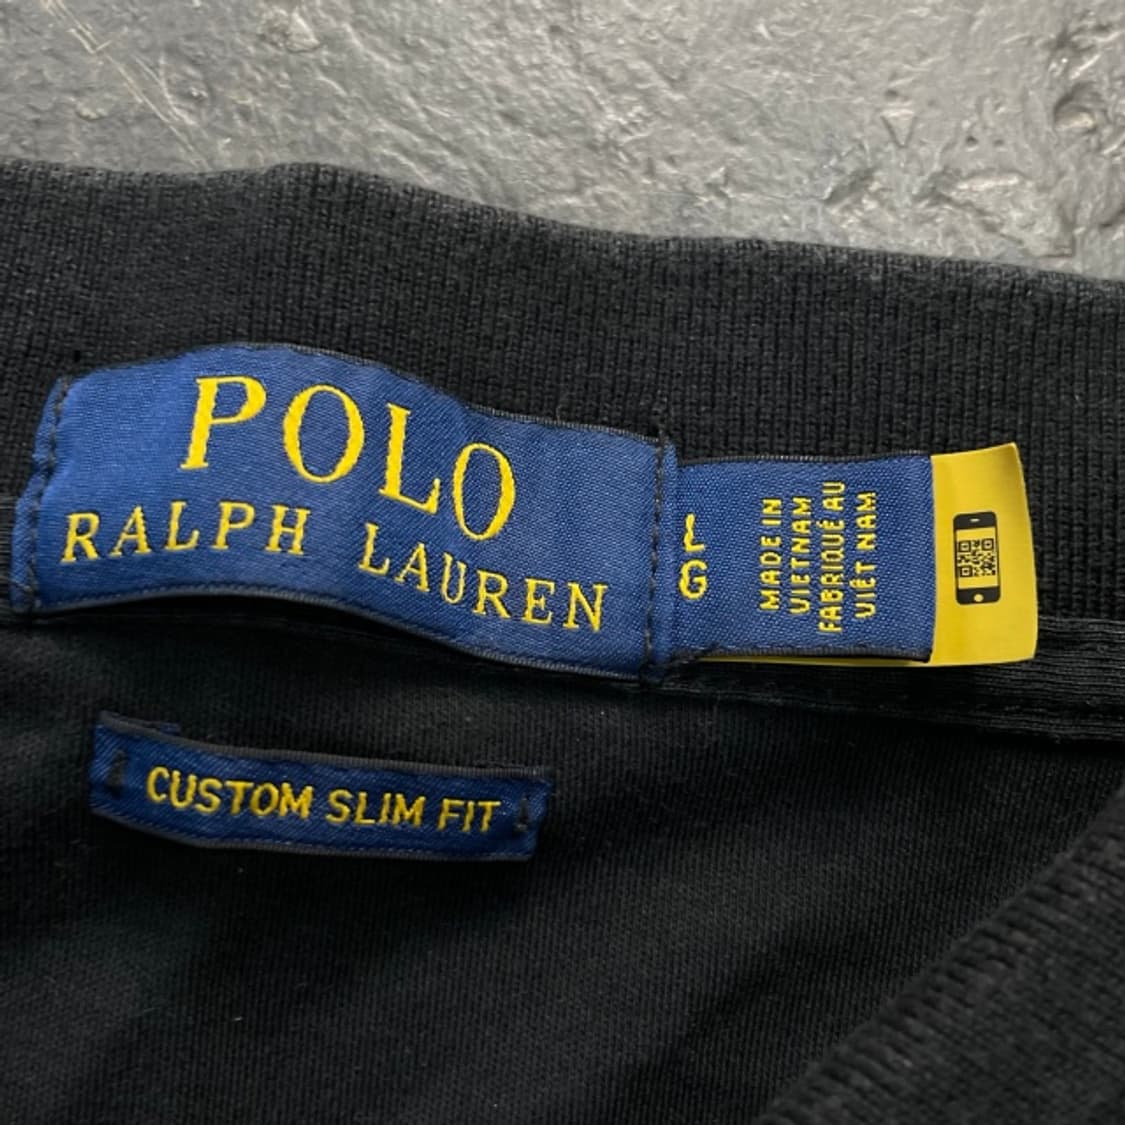 POLO
RALPH LAUREN
L
G
MADE IN
VIETNAM
FABRIQUÉ AU
VIÊT NAM
CUSTOM SLIM FIT